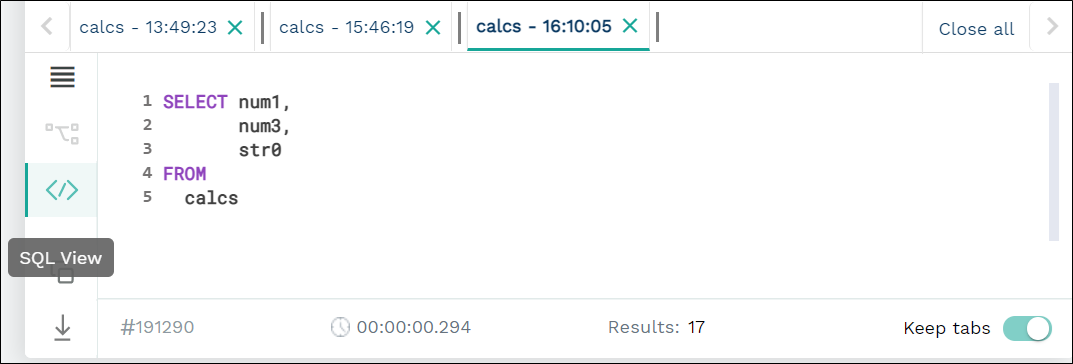 calcs - 13:49:23 calcs - 15:46:19 calcs - 16:10:05 Close all
1 SELECT num1,
2 num3,
3 str0
4 FROM
5 calcs
SQL View
#191290 00:00:00.294 Results: 17 Keep tabs